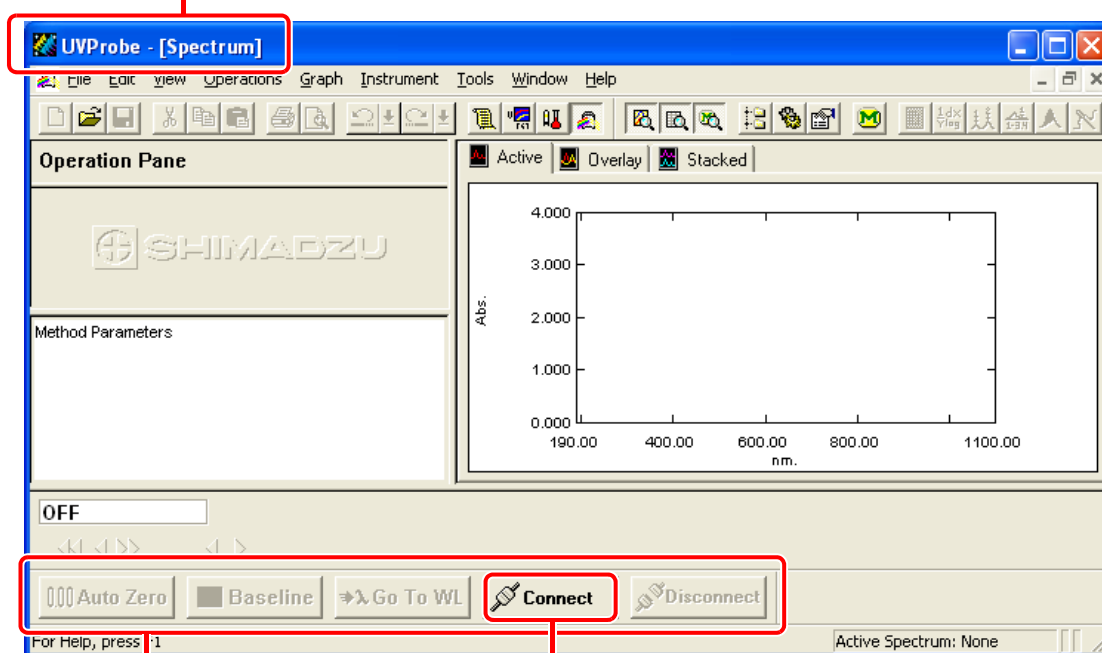 UVProbe - [Spectrum]
File Edit View Operations Graph Instrument Tools Window Help
Operation Pane
Active Overlay Stacked
SHIMADZU
4.000
3.000
2.000
1.000
0.000
Abs.
190.00 400.00 600.00 800.00 1100.00
nm.
Method Parameters
OFF
Auto Zero Baseline Go To WL Connect Disconnect
For Help, press Active Spectrum: None